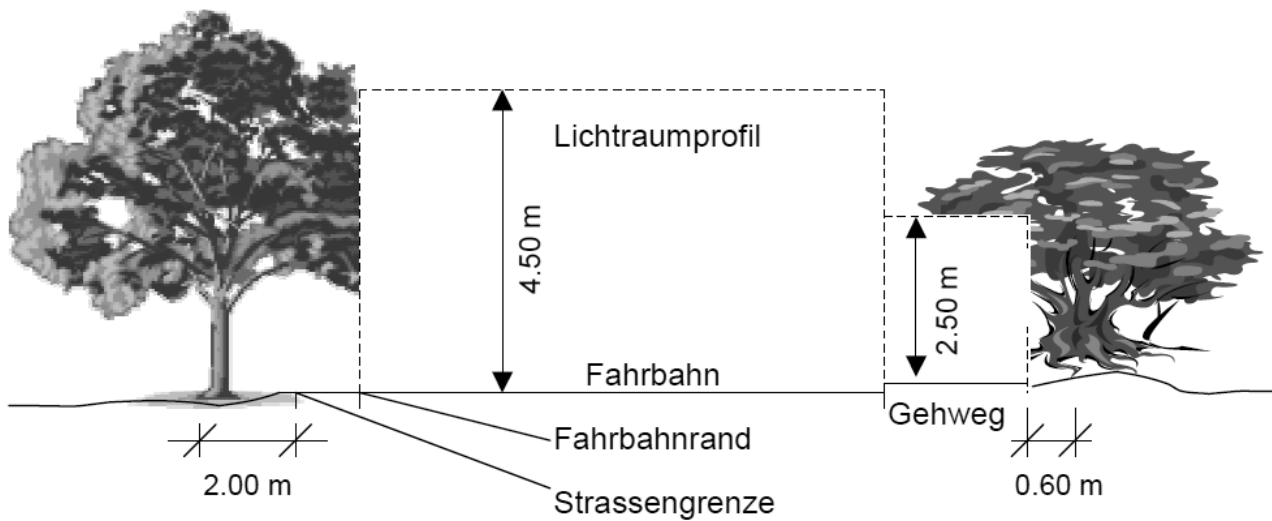 Lichtraumprofil
4.50 m
2.50 m
Fahrbahn
Gehweg
Fahrbahnrand
2.00 m
Strassengrenze
0.60 m